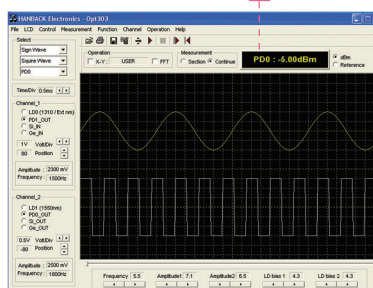 HANBACK Electronics - Opt303
File LCD Control Measurement Function Channel Operation Help
Select
Sign Wave
Squire Wave
PD0
Operation
X-Y : USER FFT
Measurement
Section Continue
PD0 : -5.00dBm
dBm
Reference
Time/Div 0.5ms
Channel_1
LD0 (1310 / Ext nm)
PD1_OUT
Si_IN
Ge_IN
1V Volt/Div
60 Position
Amplitude : 2300 mV
Frequency : 1500Hz
Channel_2
LD1 (1550nm)
PD0_OUT
Si_OUT
Ge_OUT
0.5V Volt/Div
-80 Position
Amplitude : 2500 mV
Frequency : 1600Hz
Frequency 5.5 Amplitude1 7.1 Amplitude2 6.5 LD bias 1 4.3 LD bias 2 4.3